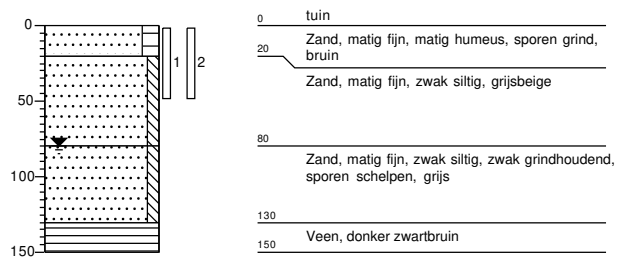 0
50
100
150
1
2
0
tuin
Zand, matig fijn, matig humeus, sporen grind,
bruin
20
Zand, matig fijn, zwak siltig, grijsbeige
80
Zand, matig fijn, zwak siltig, zwak grindhoudend,
sporen schelpen, grijs
130
Veen, donker zwartbruin
150